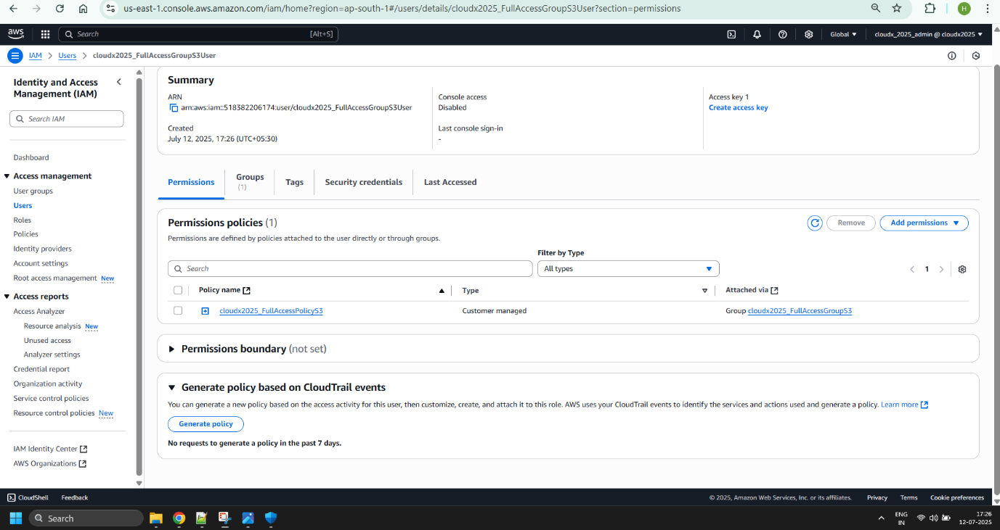 us-east-1.console.aws.amazon.com/iam/home?region=ap-south-1#/users/details/cloudx2025_FullAccessGroupS3User?section=permissions
H
aws
Search
[Alt+S]
Global
cloudx_2025_admin @ cloudx2025
IAM > Users > cloudx2025_FullAccessGroupS3User
Identity and Access
Management (IAM)
Search IAM
Dashboard
Access management
User groups
Users
Roles
Policies
Identity providers
Account settings
Root access management New
Access reports
Access Analyzer
Resource analysis New
Unused access
Analyzer settings
Credential report
Organization activity
Service control policies
Resource control policies New
IAM Identity Center
AWS Organizations
Summary
ARN
arn:aws:iam::518382206174:user/cloudx2025_FullAccessGroupS3User
Created
July 12, 2025, 17:26 (UTC+05:30)
Console access
Disabled
Last console sign-in
-
Access key 1
Create access key
Permissions
Groups
(1)
Tags
Security credentials
Last Accessed
Permissions policies (1)
Remove
Add permissions
Permissions are defined by policies attached to the user directly or through groups.
Filter by Type
Search
All types
1
Policy name
Type
Attached via
cloudx2025_FullAccessPolicyS3
Customer managed
Group cloudx2025_FullAccessGroupS3
Permissions boundary (not set)
Generate policy based on CloudTrail events
You can generate a new policy based on the access activity for this user, then customize, create, and attach it to this role. AWS uses your CloudTrail events to identify the services and actions used and generate a policy. Learn more
Generate policy
No requests to generate a policy in the past 7 days.
CloudShell
Feedback
© 2025, Amazon Web Services, Inc. or its affiliates.
Privacy
Terms
Cookie preferences
Search
ENG
IN
17:26
12-07-2025